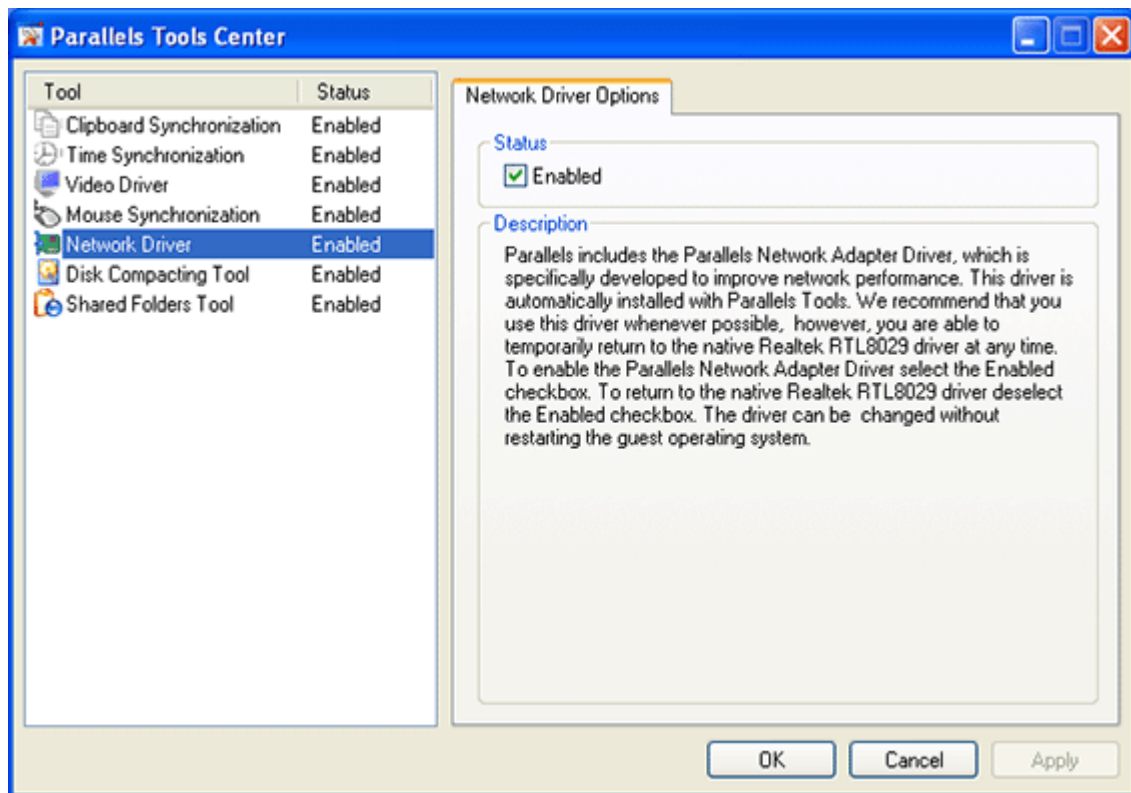 Parallels Tools Center
Tool Status
Clipboard Synchronization Enabled
Time Synchronization Enabled
Video Driver Enabled
Mouse Synchronization Enabled
Network Driver Enabled
Disk Compacting Tool Enabled
Shared Folders Tool Enabled
Network Driver Options
Status
Enabled
Description
Parallels includes the Parallels Network Adapter Driver, which is
specifically developed to improve network performance. This driver is
automatically installed with Parallels Tools. We recommend that you
use this driver whenever possible, however, you are able to
temporarily return to the native Realtek RTL8029 driver at any time.
To enable the Parallels Network Adapter Driver select the Enabled
checkbox. To return to the native Realtek RTL8029 driver deselect
the Enabled checkbox. The driver can be changed without
restarting the guest operating system.
OK Cancel Apply